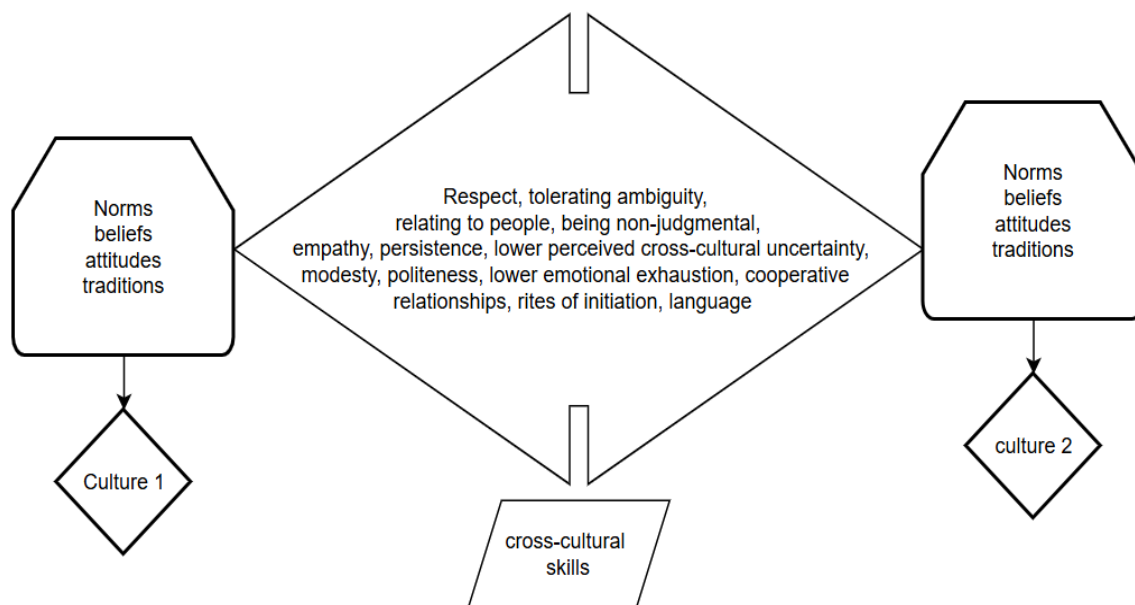 Norms
beliefs
attitudes
traditions
Culture 1
Respect, tolerating ambiguity,
relating to people, being non-judgmental,
empathy, persistence, lower perceived cross-cultural uncertainty,
modesty, politeness, lower emotional exhaustion, cooperative
relationships, rites of initiation, language
cross-cultural
skills
Norms
beliefs
attitudes
traditions
culture 2